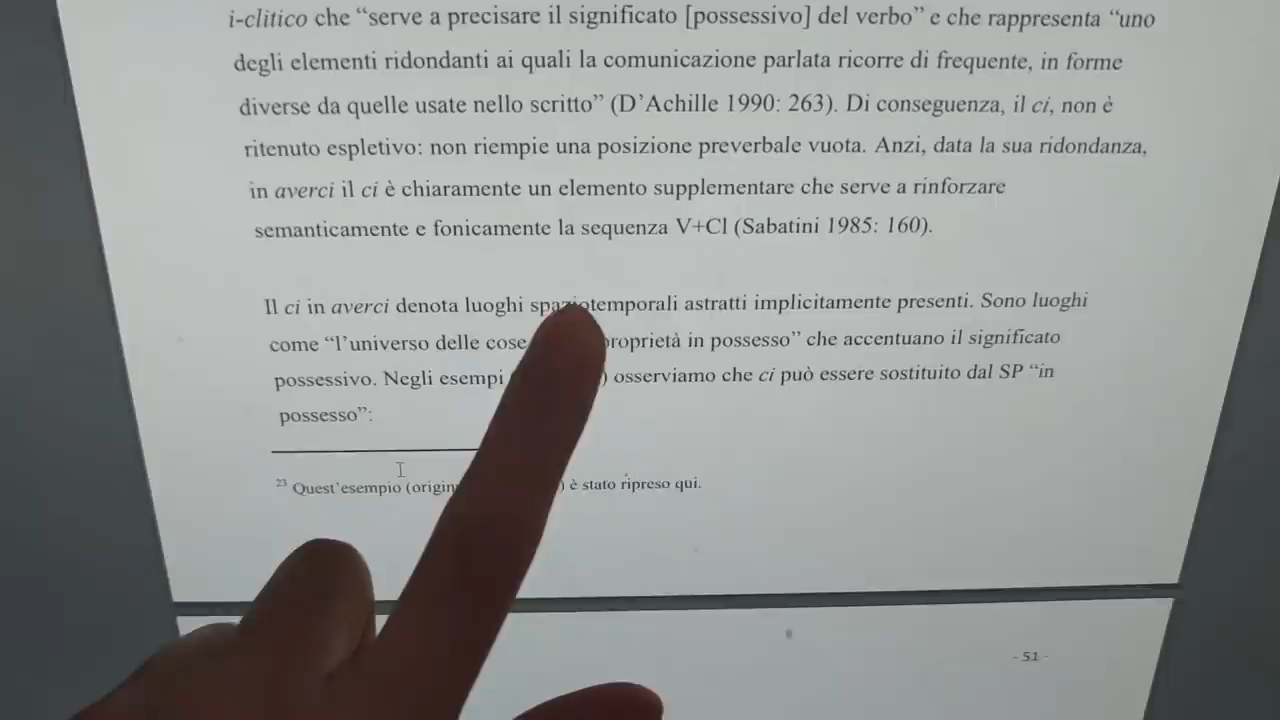 i-clitico che “serve a precisare il significato [possessivo] del verbo” e che rappresenta “uno
degli elementi ridondanti ai quali la comunicazione parlata ricorre di frequente, in forme
diverse da quelle usate nello scritto” (D’Achille 1990: 263). Di conseguenza, il ci, non è
ritenuto espletivo: non riempie una posizione preverbale vuota. Anzi, data la sua ridondanza,
in averci il ci è chiaramente un elemento supplementare che serve a rinforzare
semanticamente e fonicamente la sequenza V+Cl (Sabatini 1985: 160).
Il ci in averci denota luoghi spaziotemporali astratti implicitamente presenti. Sono luoghi
come “l’universo delle cose proprietà in possesso” che accentuano il significato
possessivo. Negli esempi ) osserviamo che ci può essere sostituito dal SP “in
possesso”:
23 Quest’esempio (origin ) è stato ripreso qui.
- 51 -